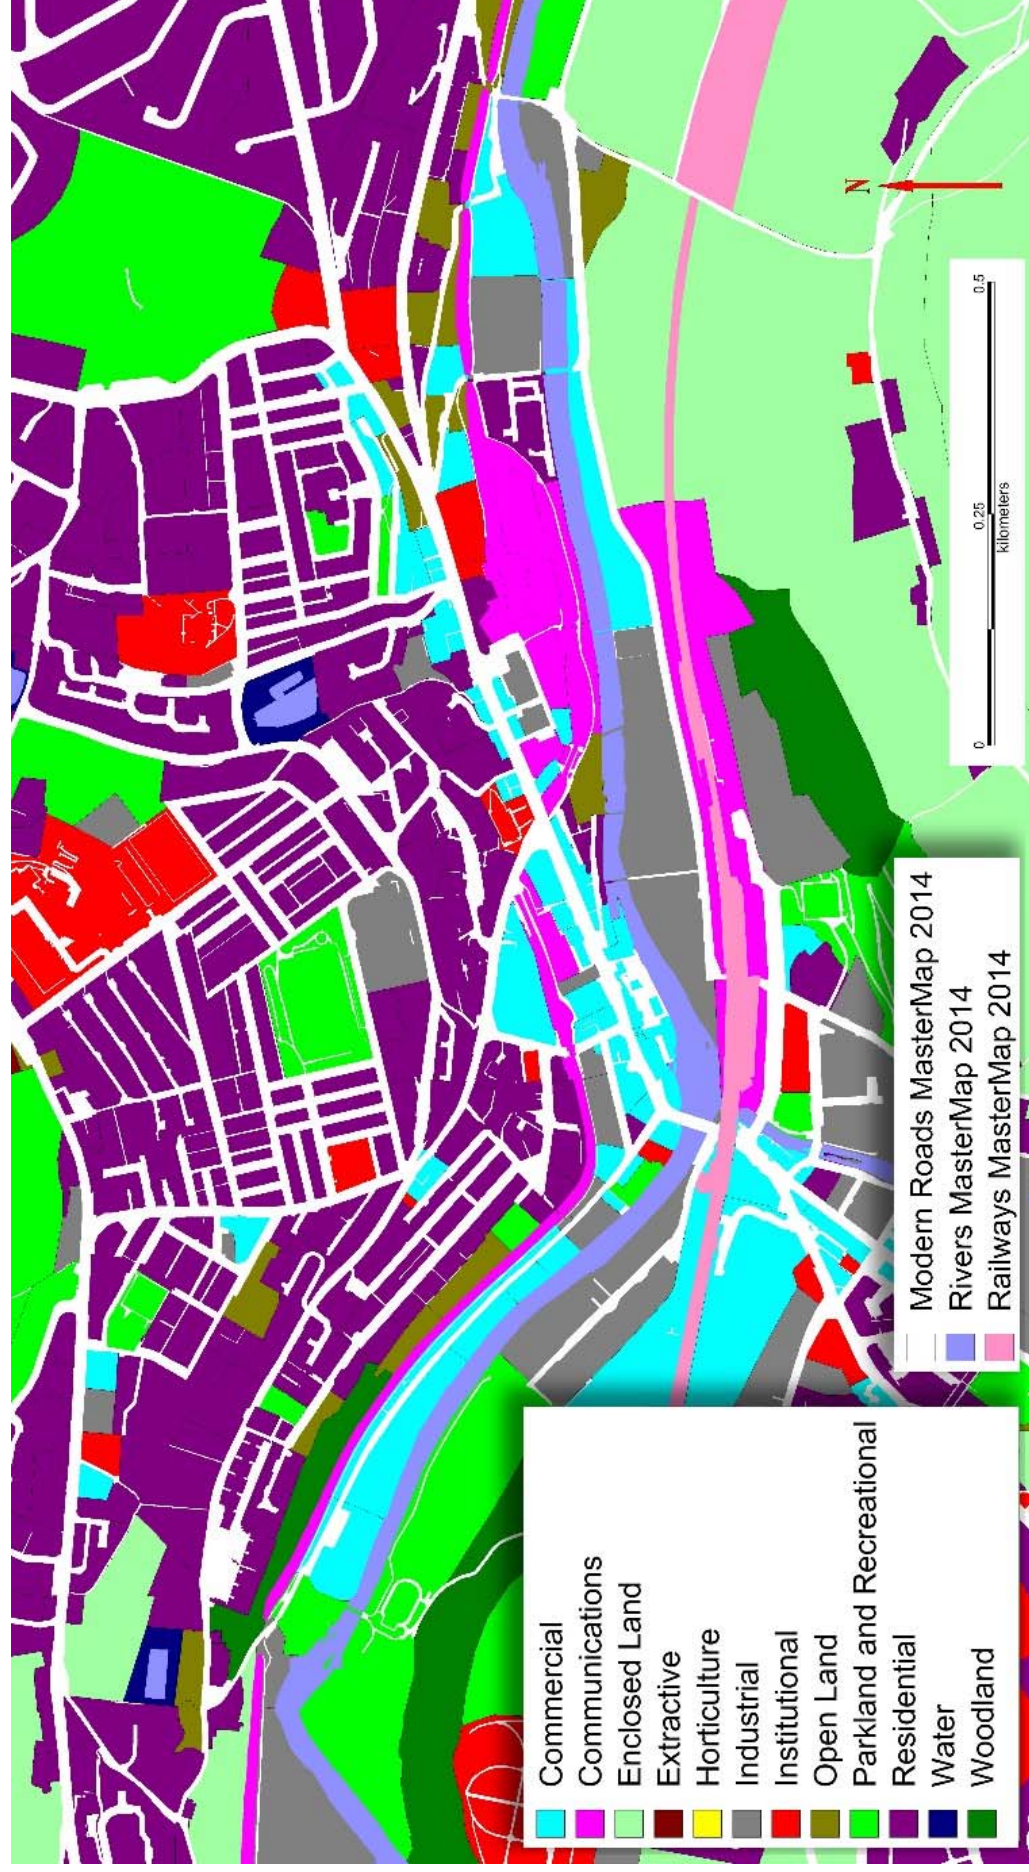 N
0
0.25
0.5
kilometers
Modern Roads MasterMap 2014
Rivers MasterMap 2014
Railways MasterMap 2014
Commercial
Communications
Enclosed Land
Extractive
Horticulture
Industrial
Institutional
Open Land
Parkland and Recreational
Residential
Water
Woodland